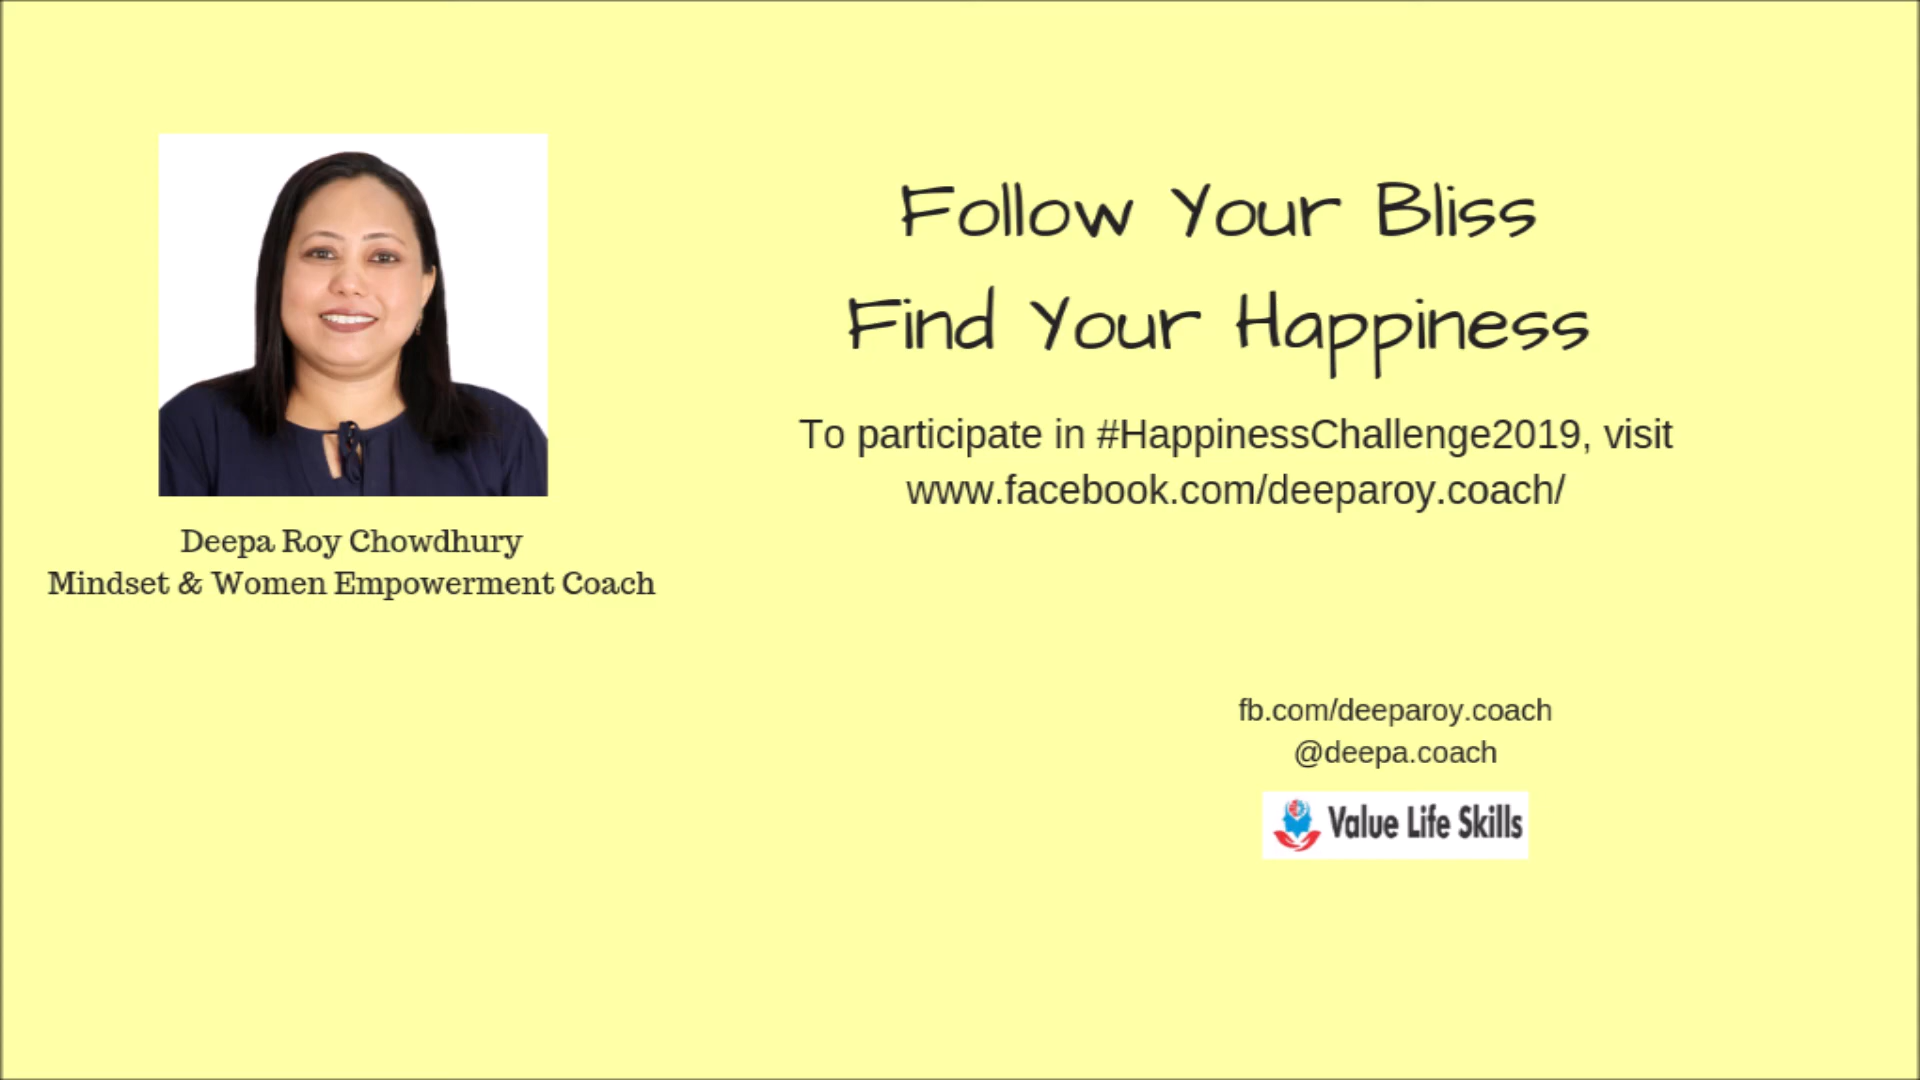 Follow Your Bliss
Find Your Happiness
To participate in #HappinessChallenge2019, visit
www.facebook.com/deeparoy.coach/
Deepa Roy Chowdhury
Mindset & Women Empowerment Coach
fb.com/deeparoy.coach
@deepa.coach
Value Life Skills